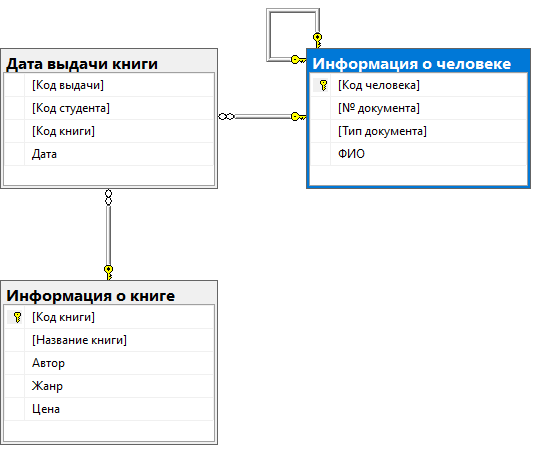 Дата выдачи книги
[Код выдачи]
[Код студента]
[Код книги]
Дата
Информация о человеке
[Код человека]
[№ документа]
[Тип документа]
ФИО
Информация о книге
[Код книги]
[Название книги]
Автор
Жанр
Цена